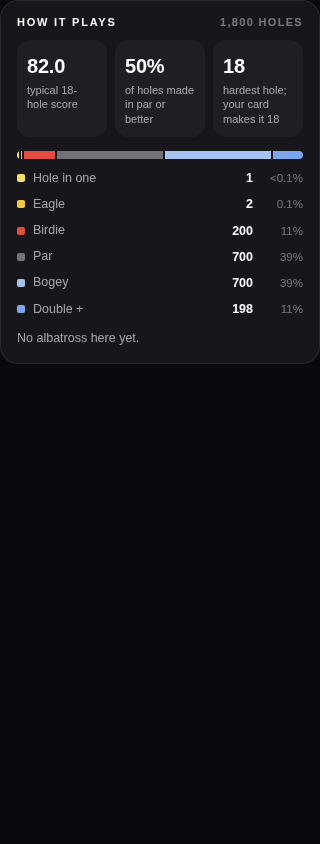 HOW IT PLAYS 1,800 HOLES
82.0 50% 18
typical 18- of holes made hardest hole;
hole score in par or your card
better makes it 18
Hole in one 1 <0.1%
Eagle 2 0.1%
Birdie 200 11%
Par 700 39%
Bogey 700 39%
Double + 198 11%
No albatross here yet.